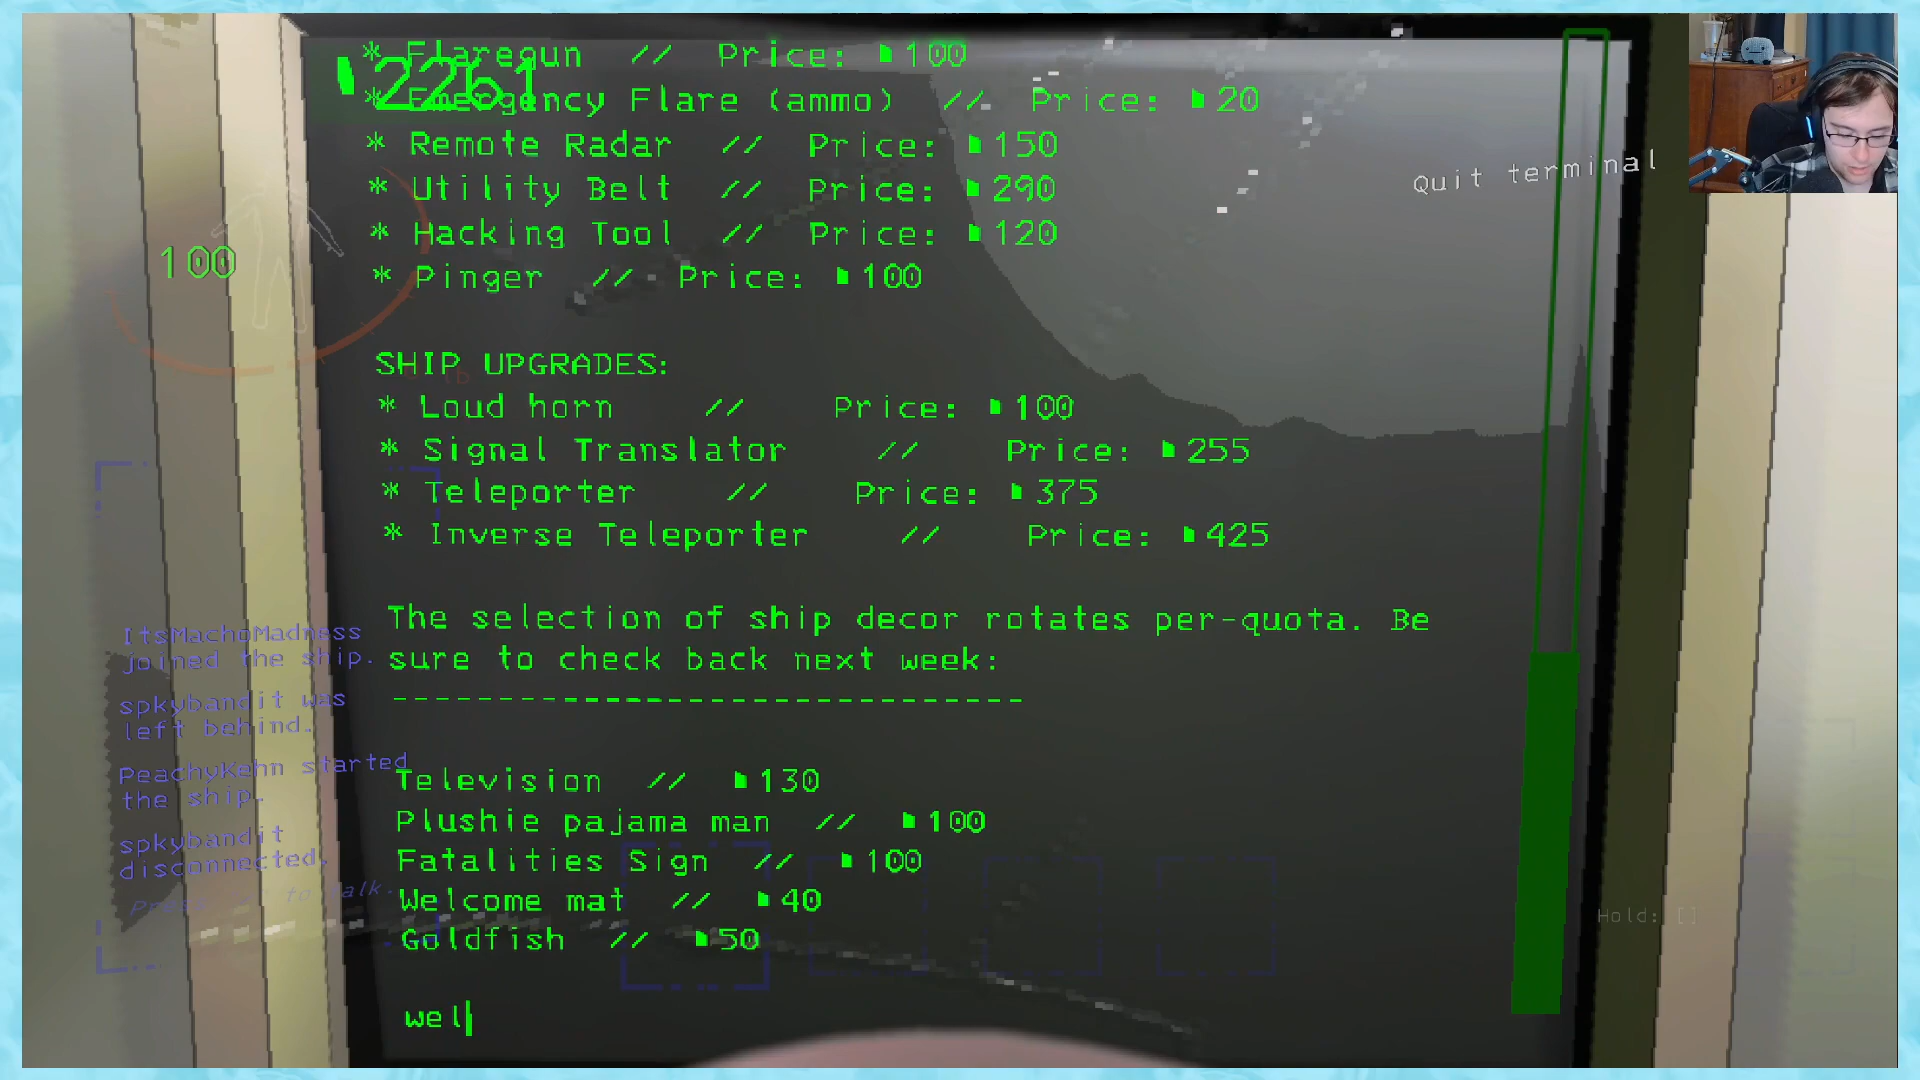 * Flaregun // Price: 100
2261
* Emergency Flare (ammo) // Price: 20
* Remote Radar // Price: 150
Quit terminal
* Utility Belt // Price: 290
* Hacking Tool // Price: 120
100
* Pinger // Price: 100
SHIP UPGRADES:
* Loud horn // Price: 100
* Signal Translator // Price: 255
* Teleporter // Price: 375
* Inverse Teleporter // Price: 425
The selection of ship decor rotates per-quota. Be
sure to check back next week:
------------------------------
ItsMachoMadness
joined the ship.
spkybandit was
left behind.
PeachyKehn started
the ship.
spkybandit
disconnected.
Press to talk.
Television // 130
Plushie pajama man // 100
Fatalities Sign // 100
Welcome mat // 40
Goldfish // 50
Hold: []
wel